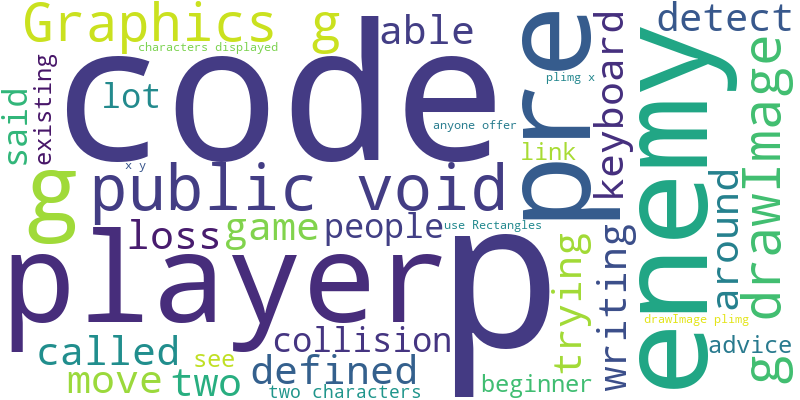 Graphics g
characters displayed
able
detect
code
pre
enemy
keyboard
g drawImage
said
existing
lot
plimg x
anyone offer
x y
link
g
public void
around
loss
game
people
use Rectangles
player
p
trying
writing
collision
drawImage plimg
called
see
defined
advice
move
two
two characters
beginner